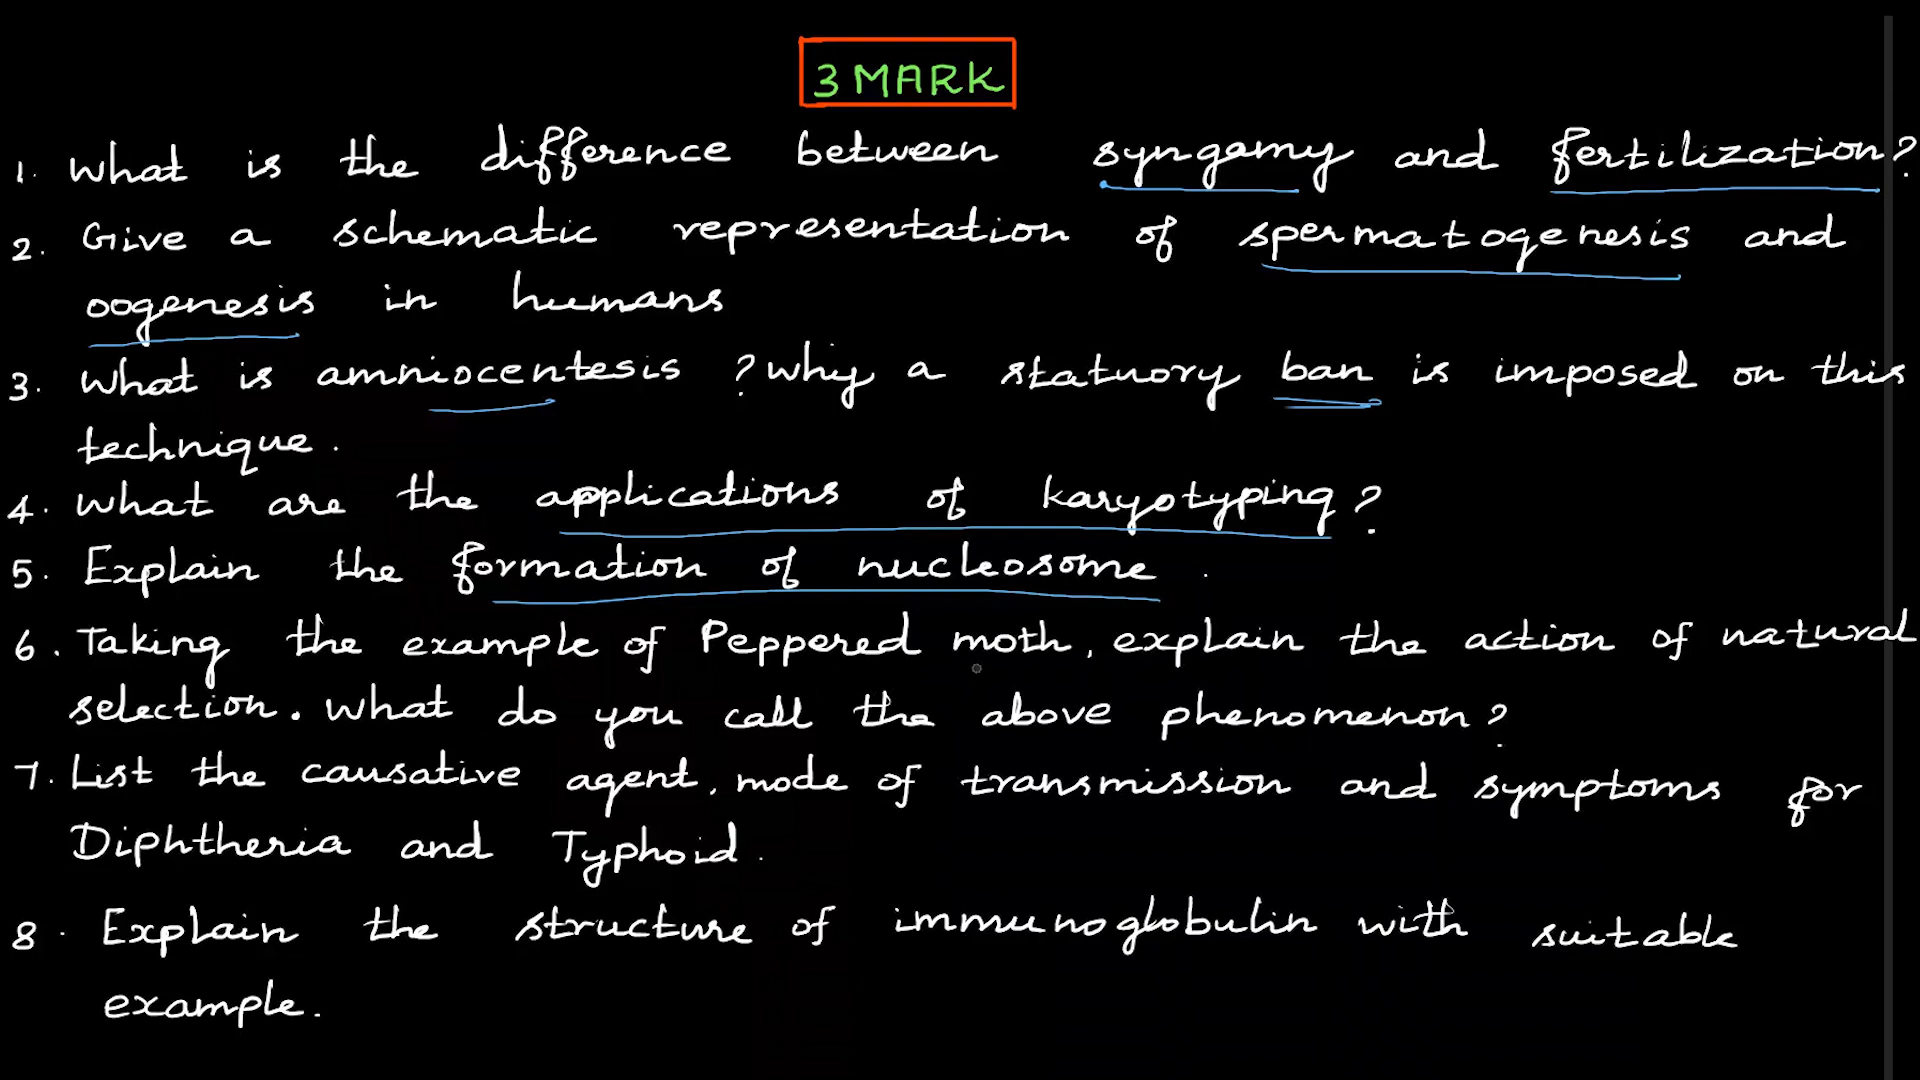 3 MARK
1. What is the difference between syngamy and fertilization?
2. Give a schematic representation of spermatogenesis and
oogenesis in humans
3. What is amniocentesis ? Why a statuory ban is imposed on this
technique.
4. What are the applications of karyotyping?
5. Explain the formation of nucleosome.
6. Taking the example of Peppered moth, explain the action of natural
selection. What do you call the above phenomenon?
7. List the causative agent, mode of transmission and symptoms for
Diphtheria and Typhoid.
8. Explain the structure of immunoglobulin with suitable
example.